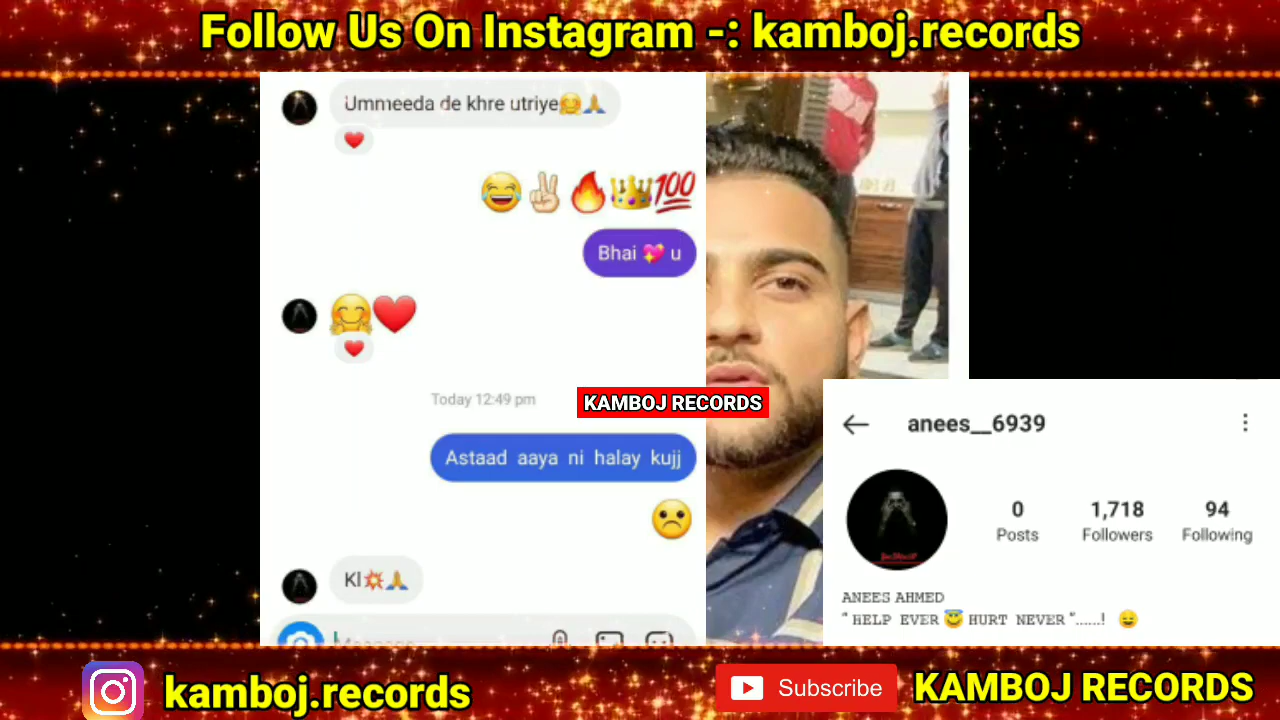 Follow Us On Instagram -: kamboj.records
Ummeeda de khre utriye🤗🙏
❤️
😂✌🏻🔥👑💯
Bhai 💖 u
🤗❤️
❤️
Today 12:49 pm
KAMBOJ RECORDS
Astaad aaya ni halay kujj
☹️
Kl💥🙏
Message
anees__6939
0
1,718
94
Posts
Followers
Following
ANEES AHMED
“ HELP EVER 😇 HURT NEVER ”......! 😄
kamboj.records
Subscribe
KAMBOJ RECORDS